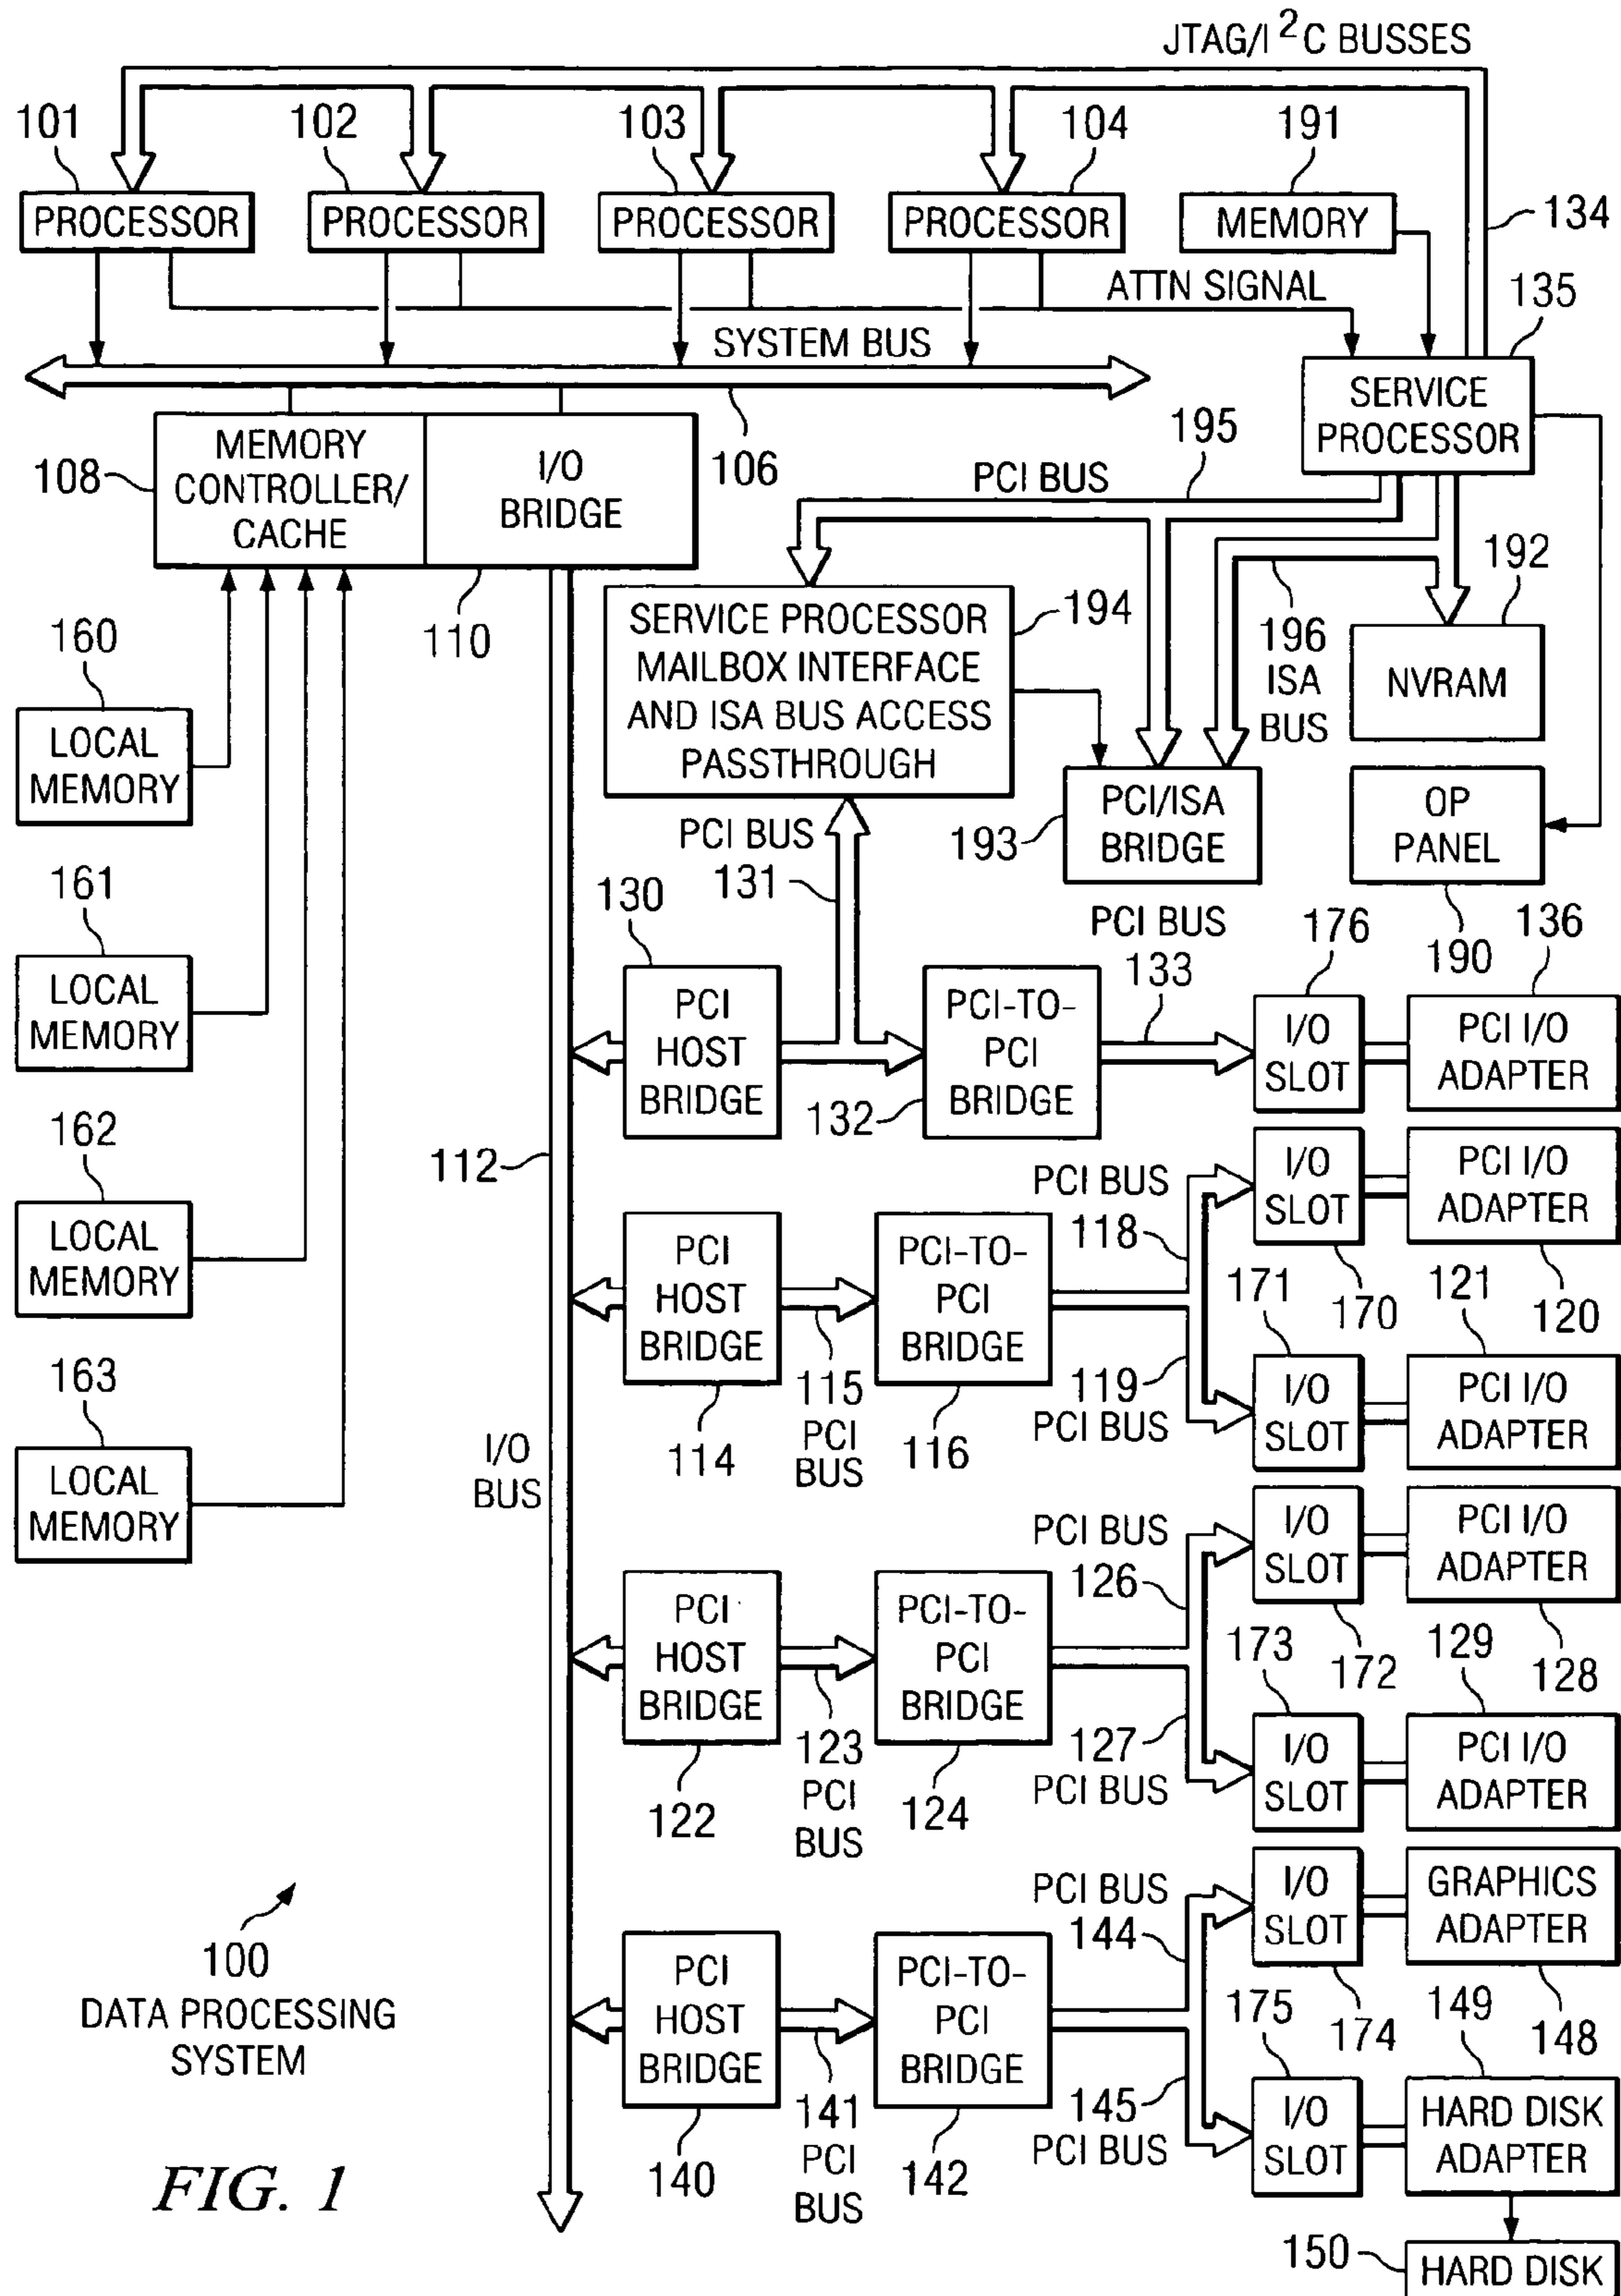 JTAG/I²C BUSSES
101
102
103
104
191
PROCESSOR
PROCESSOR
PROCESSOR
PROCESSOR
MEMORY
134
ATTN SIGNAL
135
SYSTEM BUS
SERVICE
PROCESSOR
108
MEMORY
CONTROLLER/
CACHE
I/O
BRIDGE
106
195
PCI BUS
110
192
194
SERVICE PROCESSOR
MAILBOX INTERFACE
AND ISA BUS ACCESS
PASSTHROUGH
196
ISA
BUS
NVRAM
160
LOCAL
MEMORY
PCI BUS
131
193
PCI/ISA
BRIDGE
OP
PANEL
190
161
LOCAL
MEMORY
130
PCI
HOST
BRIDGE
132
PCI-TO-
PCI
BRIDGE
PCI BUS
133
176
I/O
SLOT
136
PCI I/O
ADAPTER
162
LOCAL
MEMORY
112
PCI BUS
118
I/O
SLOT
170
PCI I/O
ADAPTER
120
PCI
HOST
BRIDGE
114
115
PCI
BUS
PCI-TO-
PCI
BRIDGE
116
119
PCI BUS
171
I/O
SLOT
121
PCI I/O
ADAPTER
163
LOCAL
MEMORY
I/O
BUS
PCI BUS
126
I/O
SLOT
172
PCI I/O
ADAPTER
128
PCI
HOST
BRIDGE
122
123
PCI
BUS
PCI-TO-
PCI
BRIDGE
124
127
PCI BUS
173
I/O
SLOT
129
PCI I/O
ADAPTER
PCI BUS
144
I/O
SLOT
174
GRAPHICS
ADAPTER
148
100
DATA PROCESSING
SYSTEM
PCI
HOST
BRIDGE
140
141
PCI
BUS
PCI-TO-
PCI
BRIDGE
142
145
PCI BUS
175
I/O
SLOT
149
HARD DISK
ADAPTER
FIG. 1
150
HARD DISK